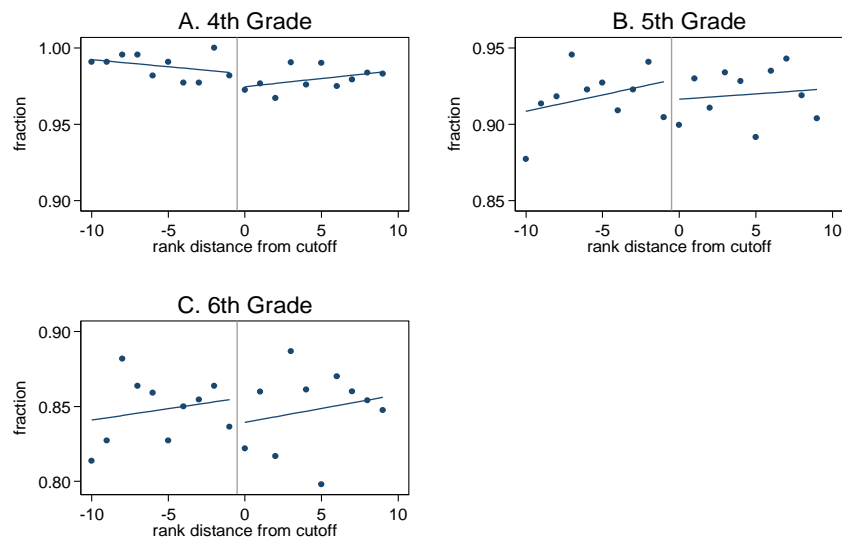 A. 4th Grade
1.00
0.95
0.90
fraction
-10 -5 0 5 10
rank distance from cutoff
B. 5th Grade
0.95
0.90
0.85
fraction
-10 -5 0 5 10
rank distance from cutoff
C. 6th Grade
0.90
0.85
0.80
fraction
-10 -5 0 5 10
rank distance from cutoff